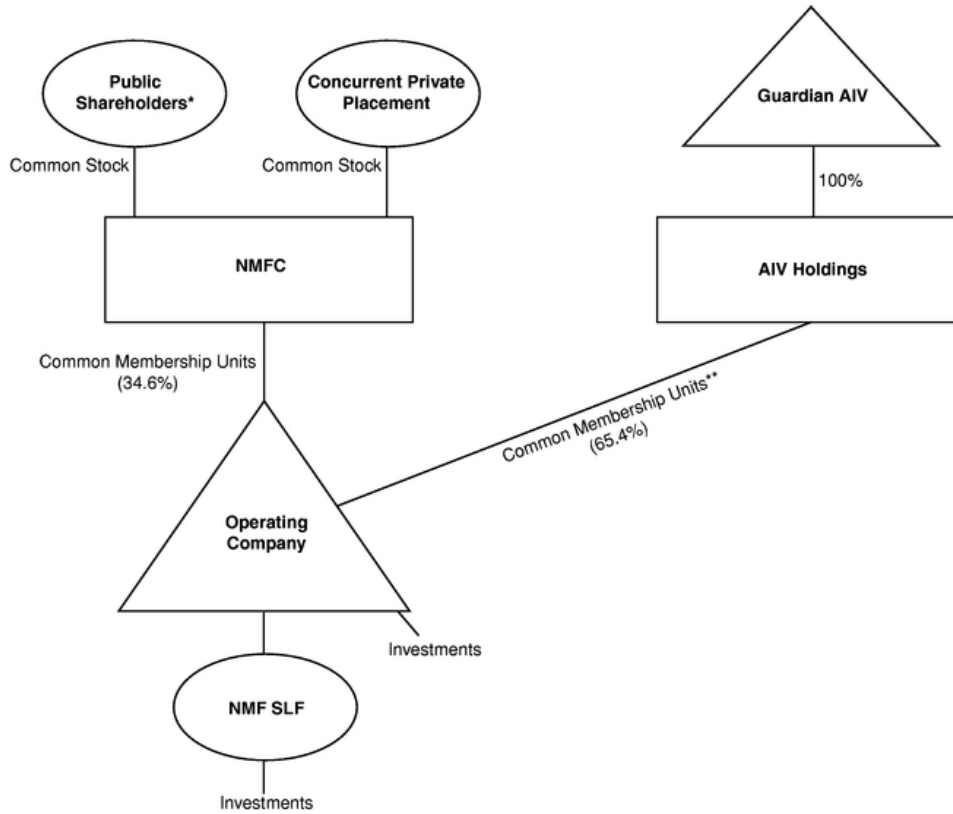 Public
Shareholders*
Concurrent Private
Placement
Guardian AIV
Common Stock
Common Stock
100%
NMFC
AIV Holdings
Common Membership Units
(34.6%)
Common Membership Units**
(65.4%)
Operating
Company
Investments
NMF SLF
Investments